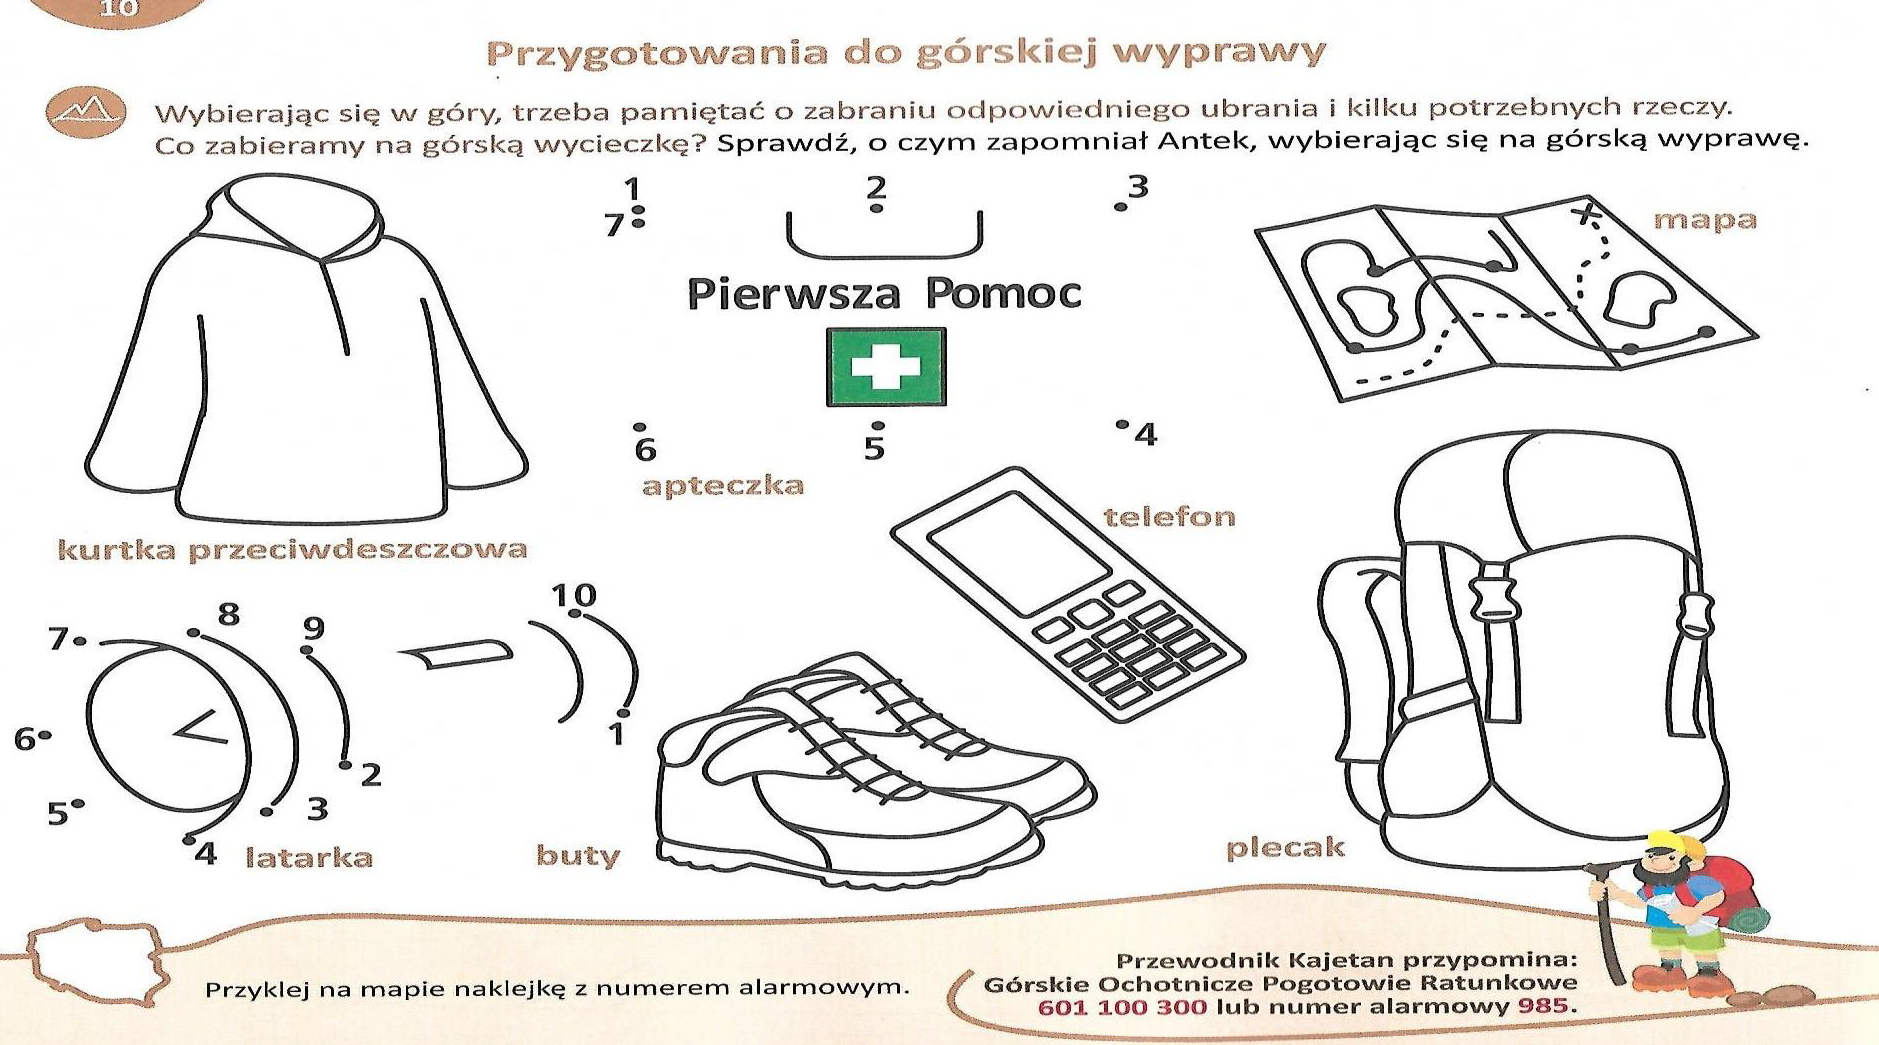 10
Przygotowania do górskiej wyprawy
Wybierając się w góry, trzeba pamiętać o zabraniu odpowiedniego ubrania i kilku potrzebnych rzeczy.
Co zabieramy na górską wycieczkę? Sprawdź, o czym zapomniał Antek, wybierając się na górską wyprawę.
1
2
3
7
mapa
Pierwsza Pomoc
6
5
4
apteczka
telefon
kurtka przeciwdeszczowa
10
8
9
7
6
1
2
5
3
4
latarka
buty
plecak
Przyklej na mapie naklejkę z numerem alarmowym.
Przewodnik Kajetan przypomina:
Górskie Ochotnicze Pogotowie Ratunkowe
601 100 300 lub numer alarmowy 985.